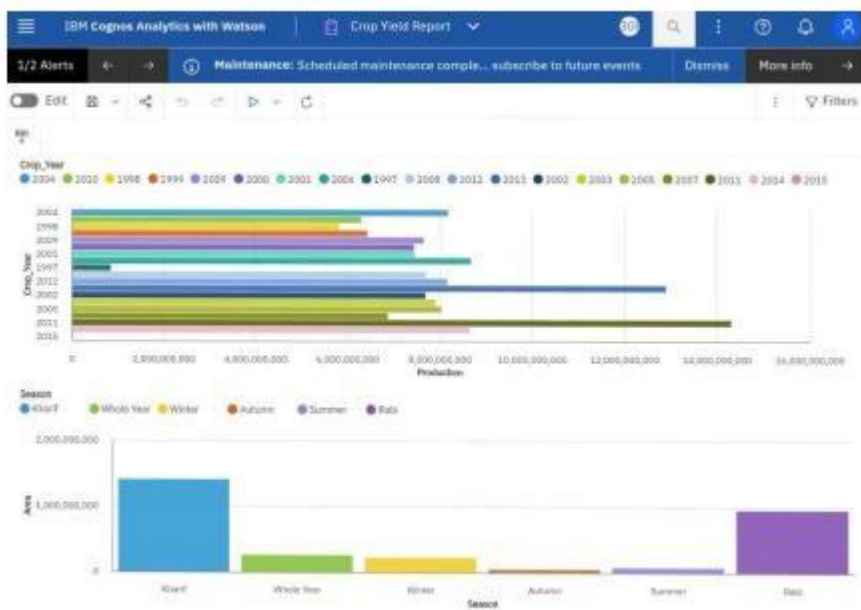 IBM Cognos Analytics with Watson
Crop Yield Report
1/2 Alerts
Maintenance: Scheduled maintenance comple... subscribe to future events
Dismiss
More info
Edit
Filters
Crop_Year
2004 2010 1998 1999 2009 2000 2001 2006 1997 2008 2012 2013 2002 2003 2005 2007 2011 2014 2015
Crop_Year
2004
1998
2009
2001
1997
2012
2002
2005
2011
2015
0 2,000,000,000 4,000,000,000 6,000,000,000 8,000,000,000 10,000,000,000 12,000,000,000 14,000,000,000 16,000,000,000
Production
Season
Kharif Whole Year Winter Autumn Summer Rabi
Area
2,000,000,000
1,000,000,000
0
Kharif Whole Year Winter Autumn Summer Rabi
Season